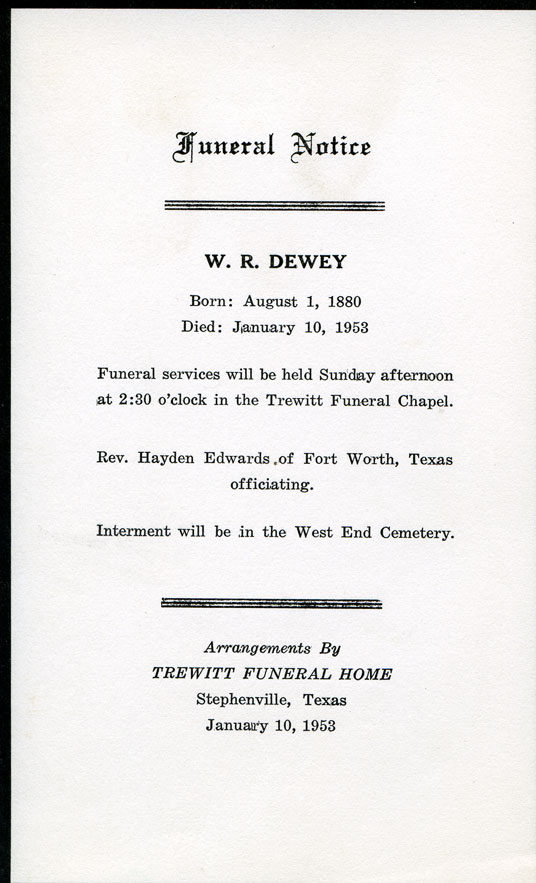 Funeral Notice
W. R. DEWEY
Born: August 1, 1880
Died: January 10, 1953
Funeral services will be held Sunday afternoon
at 2:30 o'clock in the Trewitt Funeral Chapel.
Rev. Hayden Edwards of Fort Worth, Texas
officiating.
Interment will be in the West End Cemetery.
Arrangements By
TREWITT FUNERAL HOME
Stephenville, Texas
January 10, 1953